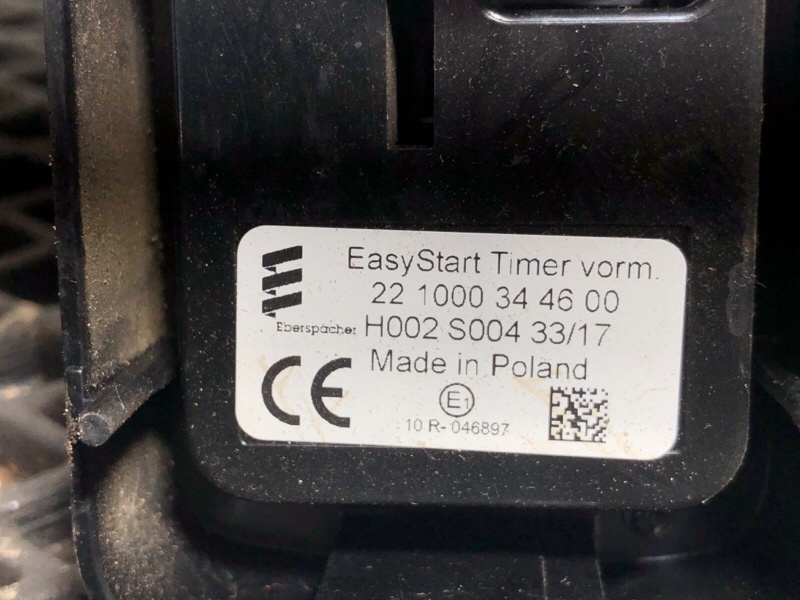 EasyStart Timer vorm.
22 1000 34 46 00
Eberspächer H002 S004 33/17
CE Made in Poland
E1
10 R- 046897